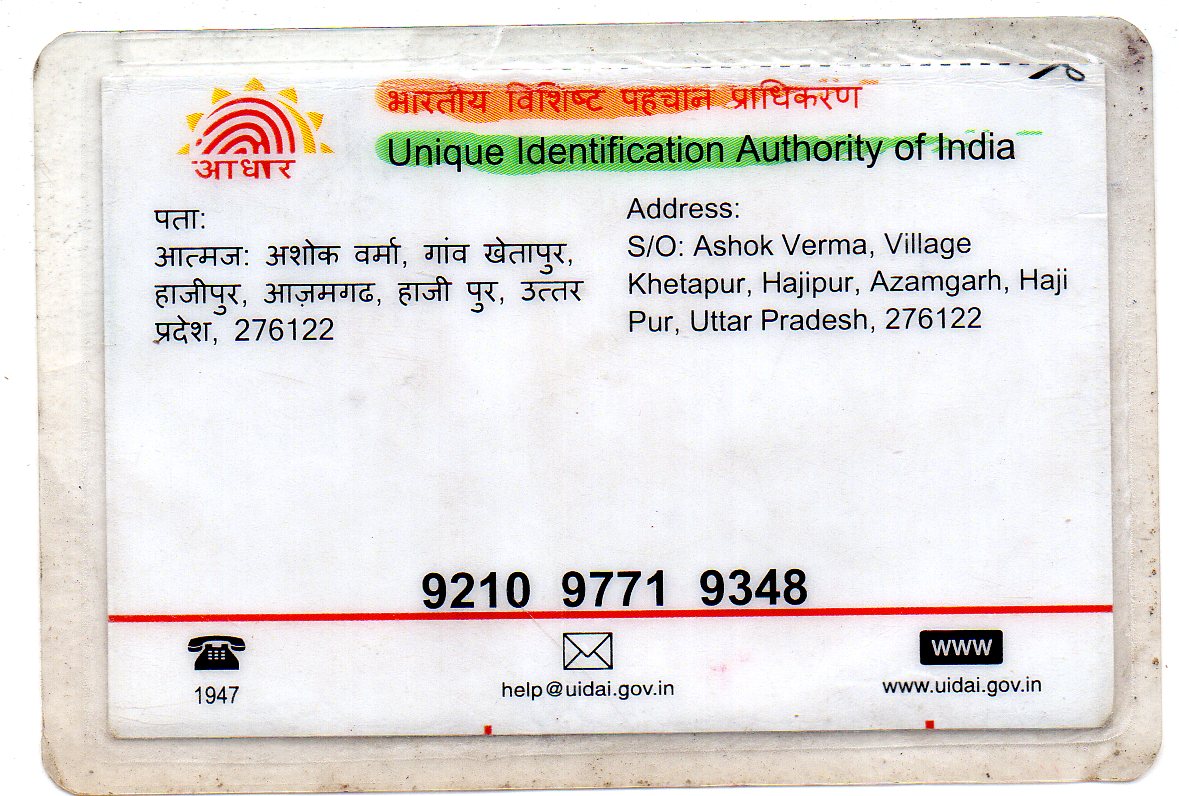 भारतीय विशिष्ट पहचान प्राधिकरण
Unique Identification Authority of India
आधार
पता:
आत्मज: अशोक वर्मा, गांव खेतापुर,
हाजीपुर, आज़मगढ, हाजी पुर, उत्तर
प्रदेश, 276122
Address:
S/O: Ashok Verma, Village
Khetapur, Hajipur, Azamgarh, Haji
Pur, Uttar Pradesh, 276122
9210 9771 9348
1947
help@uidai.gov.in
WWW
www.uidai.gov.in